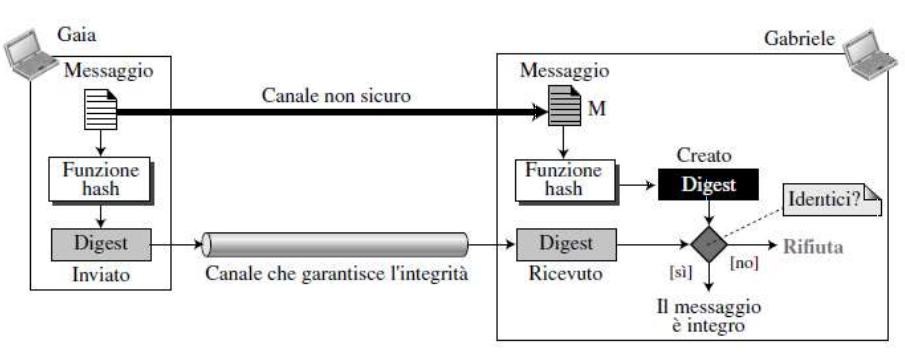 Gaia
Gabriele
Messaggio
Messaggio
Canale non sicuro
M
Funzione
hash
Funzione
hash
Creato
Digest
Identici?
Digest
Inviato
Canale che garantisce l'integrità
Digest
Ricevuto
[sì]
[no]
Rifiuta
Il messaggio
è integro